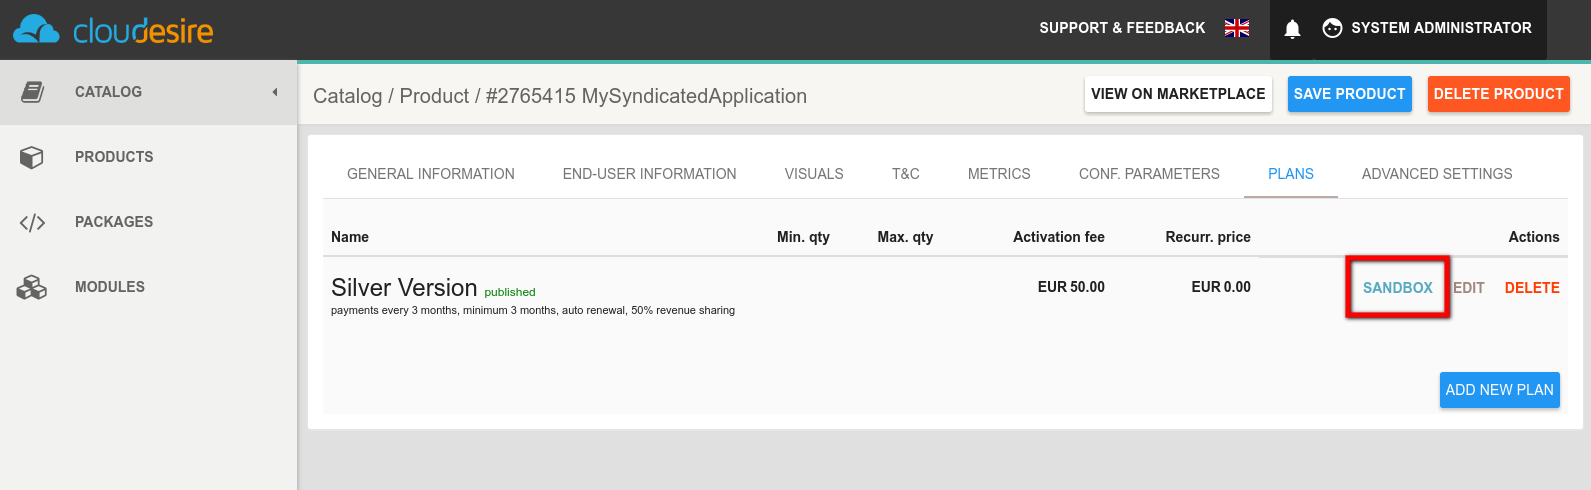 cloudesire SUPPORT & FEEDBACK SYSTEM ADMINISTRATOR
CATALOG
PRODUCTS
PACKAGES
MODULES
Catalog / Product / #2765415 MySyndicatedApplication VIEW ON MARKETPLACE SAVE PRODUCT DELETE PRODUCT
GENERAL INFORMATION END-USER INFORMATION VISUALS T&C METRICS CONF. PARAMETERS PLANS ADVANCED SETTINGS
Name Min. qty Max. qty Activation fee Recurr. price Actions
Silver Version published EUR 50.00 EUR 0.00 SANDBOX EDIT DELETE
payments every 3 months, minimum 3 months, auto renewal, 50% revenue sharing
ADD NEW PLAN